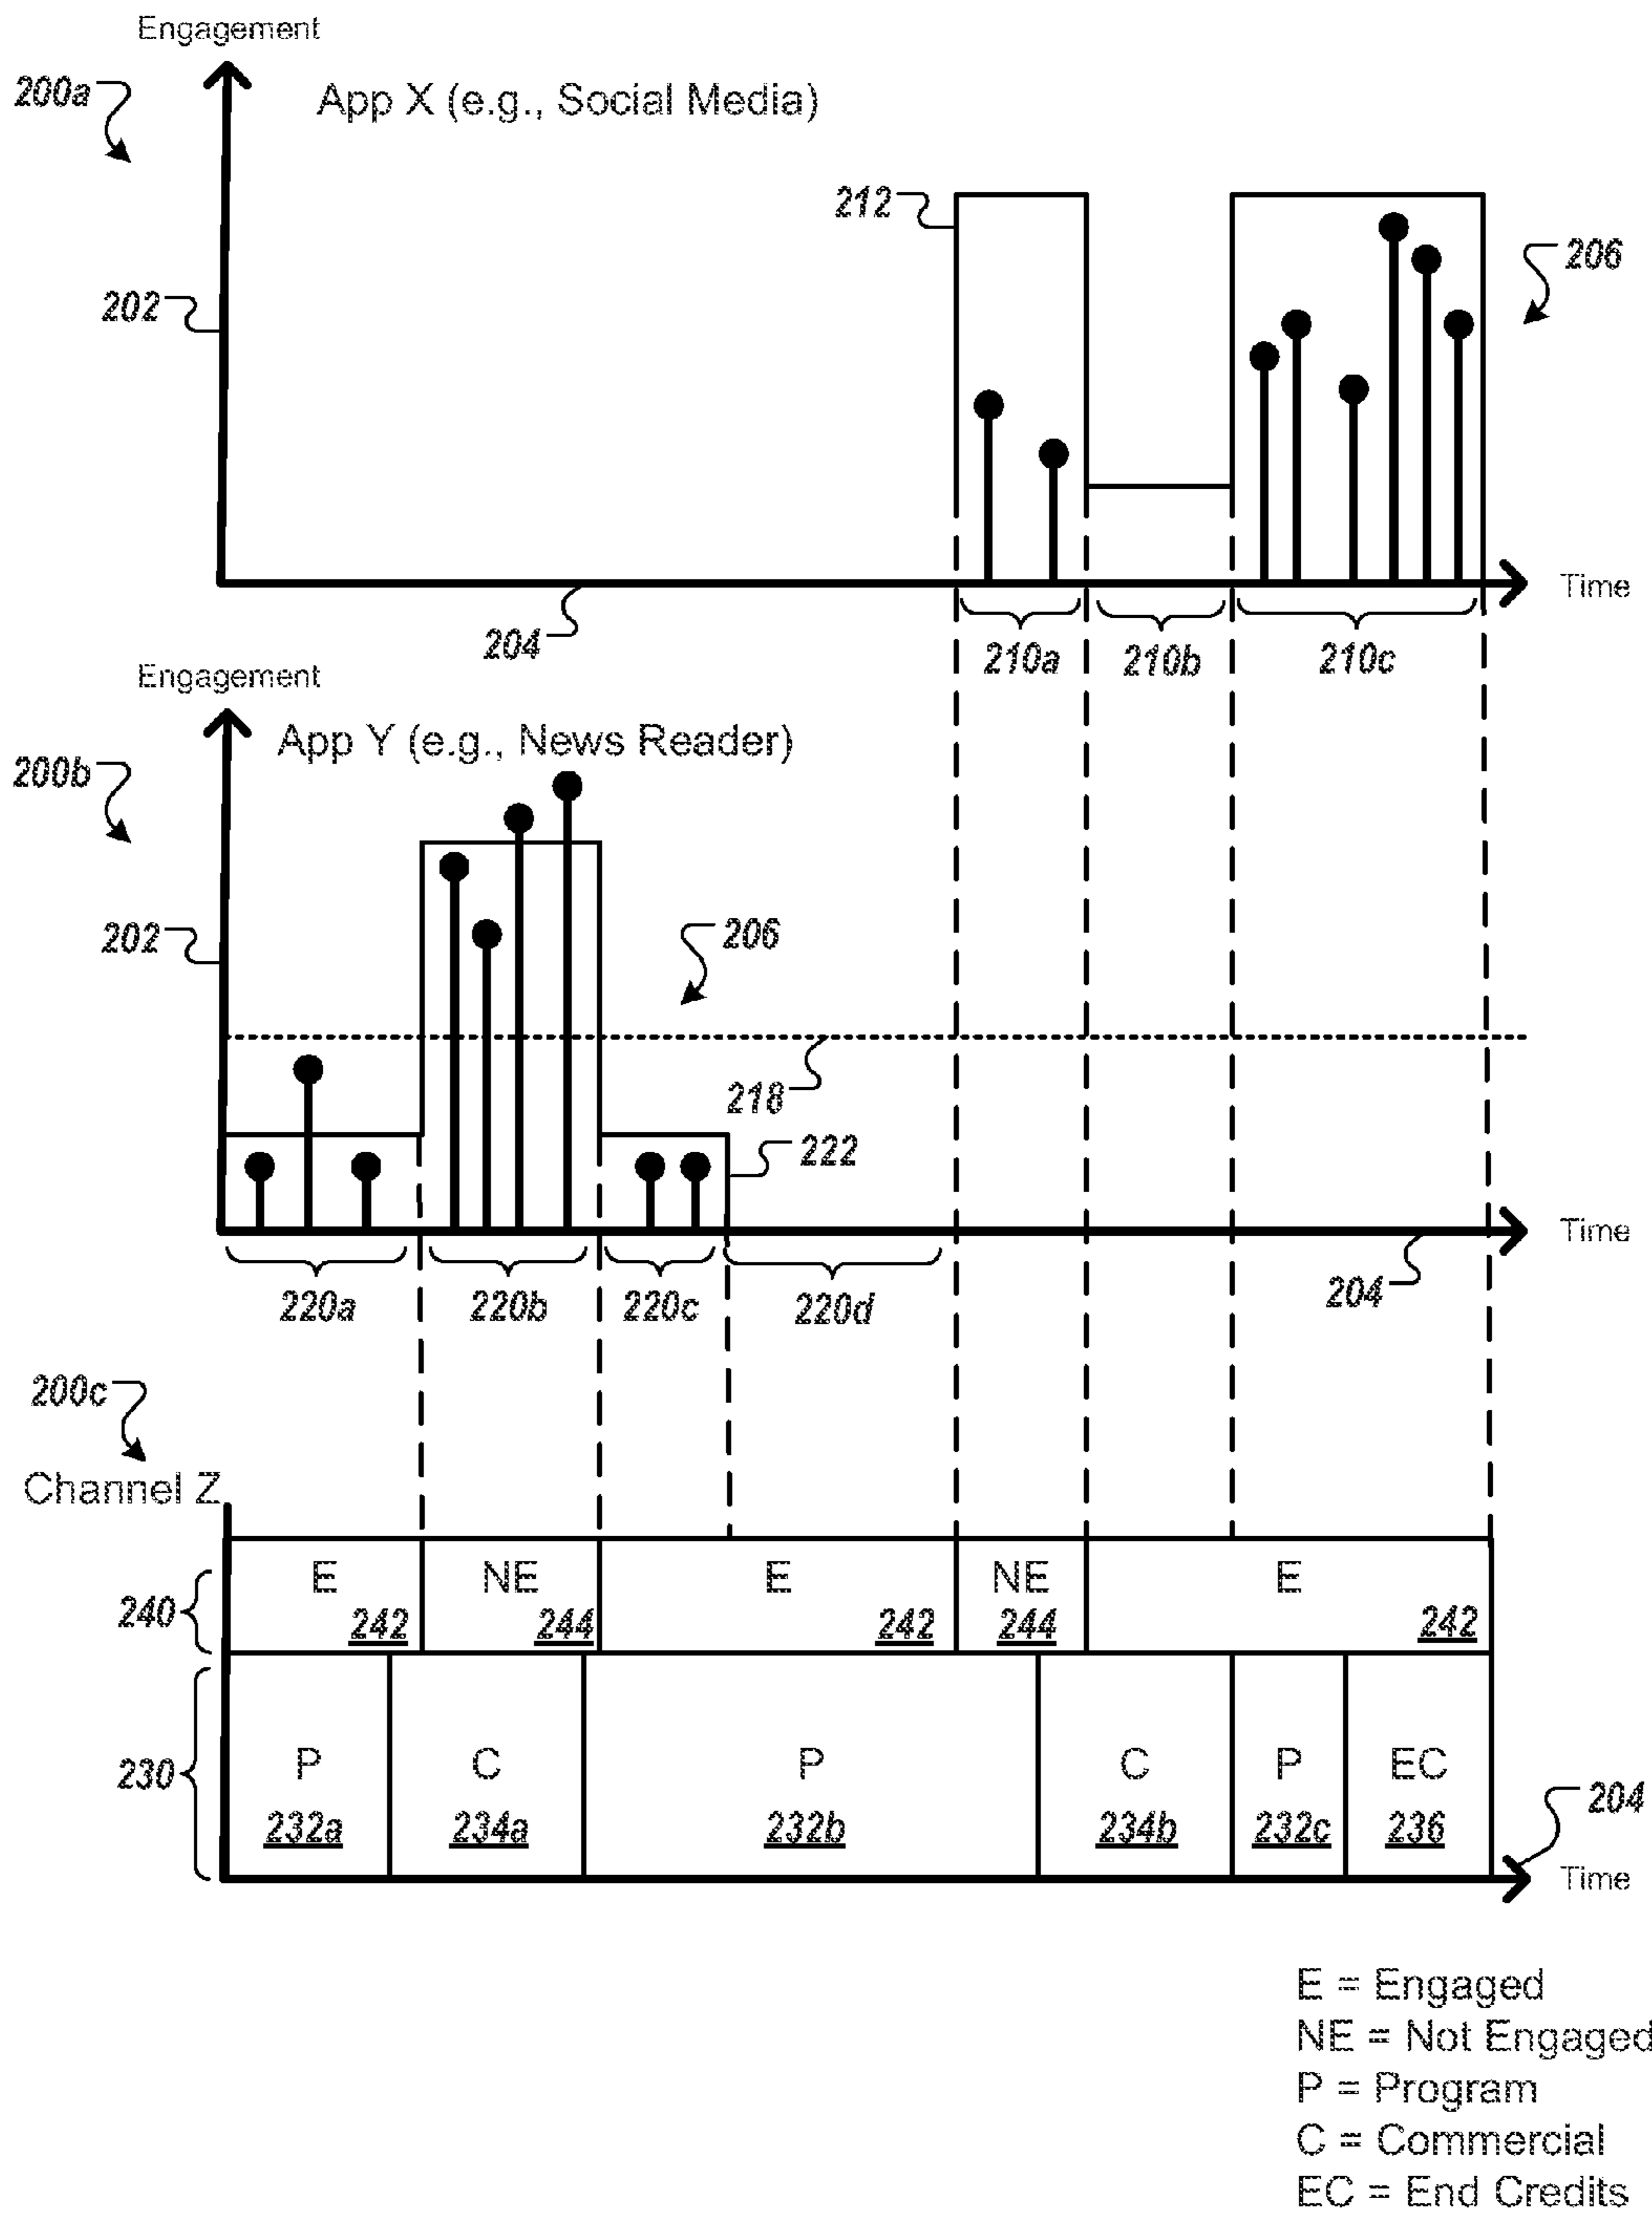 Engagement
200a
App X (e.g., Social Media)
212
206
202
Time
204
210a 210b 210c
Engagement
App Y (e.g., News Reader)
200b
202
206
218
222
Time
220a 220b 220c 220d
204
200c
Channel Z
E NE E NE E
240
242 244 242 244 242
230
P C P C P EC
204
232a 234a 232b 234b 232c 236
Time
E = Engaged
NE = Not Engaged
P = Program
C = Commercial
EC = End Credits